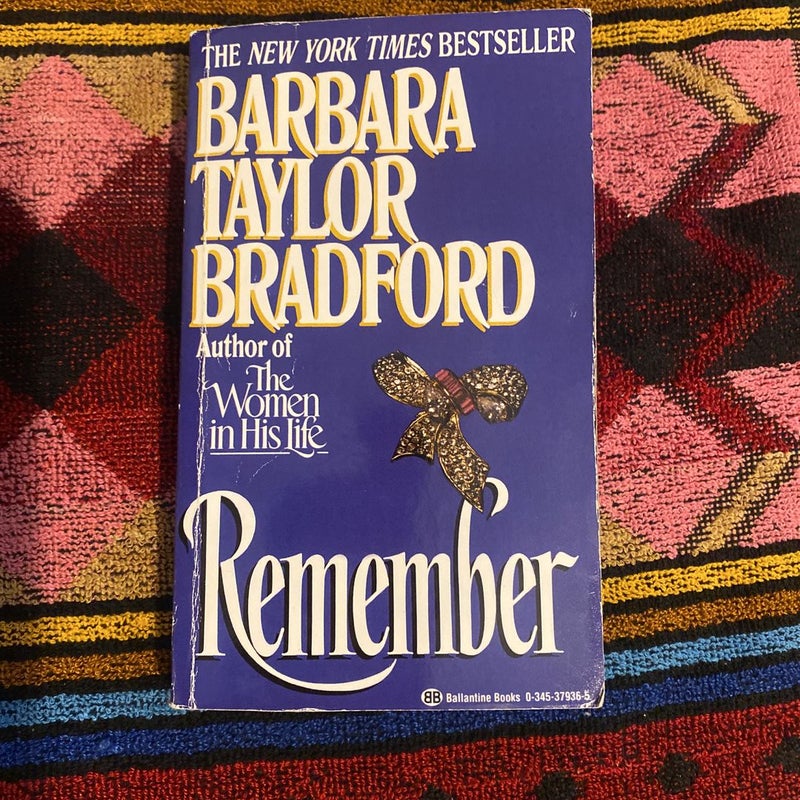 THE NEW YORK TIMES BESTSELLER
BARBARA
TAYLOR
BRADFORD
Author of
The
Women
in His Life
Remember
BB Ballantine Books 0-345-37936-5